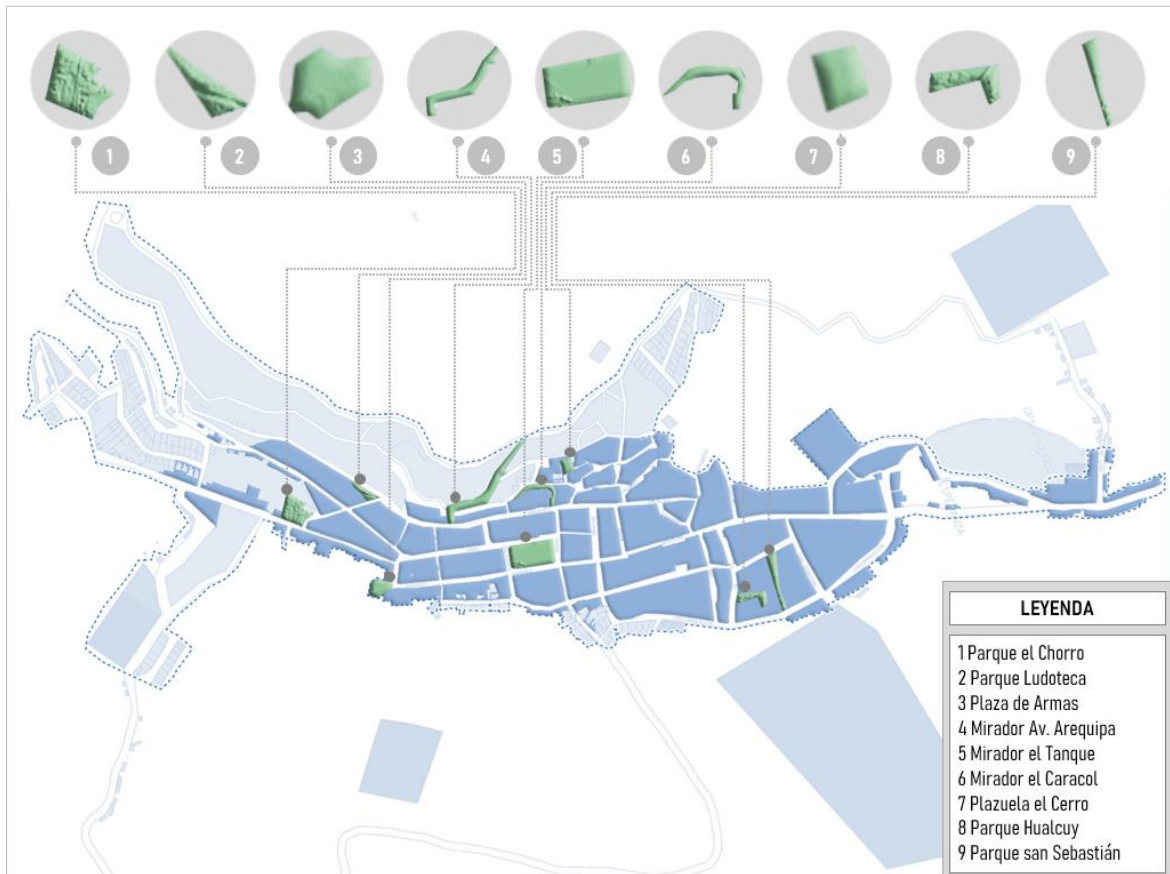 1
2
3
4
5
6
7
8
9
LEYENDA
1 Parque el Chorro
2 Parque Ludoteca
3 Plaza de Armas
4 Mirador Av. Arequipa
5 Mirador el Tanque
6 Mirador el Caracol
7 Plazuela el Cerro
8 Parque Hualcuy
9 Parque san Sebastián